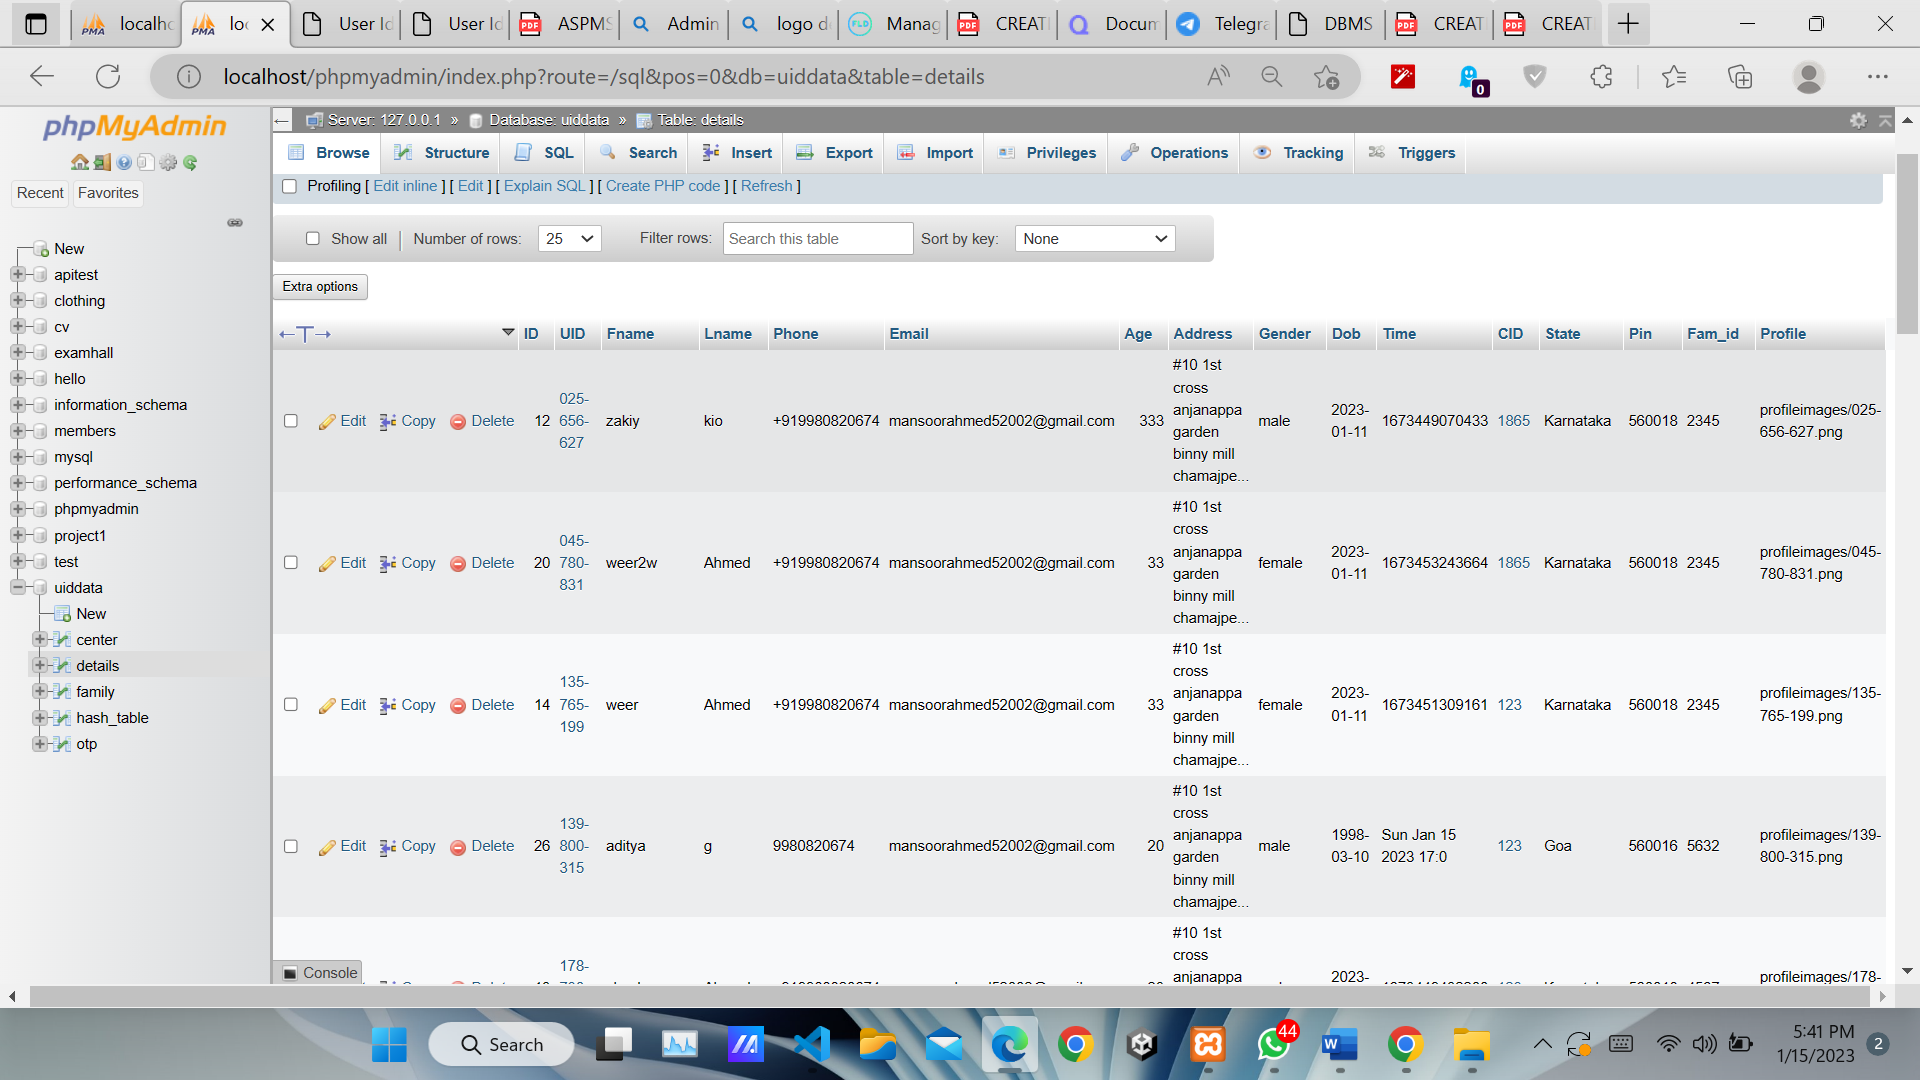 localhc
loc
User Id
User Id
ASPMS
Admin
logo de
Manag
CREATI
Docum
Telegra
DBMS
CREAT
CREAT
localhost/phpmyadmin/index.php?route=/sql&pos=0&db=uiddata&table=details
0
phpMyAdmin
Recent Favorites
New
apitest
clothing
cv
examhall
hello
information_schema
members
mysql
performance_schema
phpmyadmin
project1
test
uiddata
New
center
details
family
hash_table
otp
Server: 127.0.0.1 » Database: uiddata » Table: details
Browse Structure SQL Search Insert Export Import Privileges Operations Tracking Triggers
Profiling [ Edit inline ] [ Edit ] [ Explain SQL ] [ Create PHP code ] [ Refresh ]
Show all | Number of rows: 25 Filter rows: Search this table Sort by key: None
Extra options
←T→ ID UID Fname Lname Phone Email Age Address Gender Dob Time CID State Pin Fam_id Profile
Edit Copy Delete 12
025-
656-
627
zakiy kio +919980820674 mansoorahmed52002@gmail.com 333
#10 1st
cross
anjanappa
garden
binny mill
chamajpe...
male
2023-
01-11
1673449070433 1865 Karnataka 560018 2345
profileimages/025-
656-627.png
Edit Copy Delete 20
045-
780-
831
weer2w Ahmed +919980820674 mansoorahmed52002@gmail.com 33
#10 1st
cross
anjanappa
garden
binny mill
chamajpe...
female
2023-
01-11
1673453243664 1865 Karnataka 560018 2345
profileimages/045-
780-831.png
Edit Copy Delete 14
135-
765-
199
weer Ahmed +919980820674 mansoorahmed52002@gmail.com 33
#10 1st
cross
anjanappa
garden
binny mill
chamajpe...
female
2023-
01-11
1673451309161 123 Karnataka 560018 2345
profileimages/135-
765-199.png
Edit Copy Delete 26
139-
800-
315
aditya g 9980820674 mansoorahmed52002@gmail.com 20
#10 1st
cross
anjanappa
garden
binny mill
chamajpe...
male
1998-
03-10
Sun Jan 15
2023 17:0
123 Goa 560016 5632
profileimages/139-
800-315.png
178-
#10 1st
cross
anjanappa
2023-
profileimages/178-
Console
Search
44
5:41 PM
1/15/2023
2